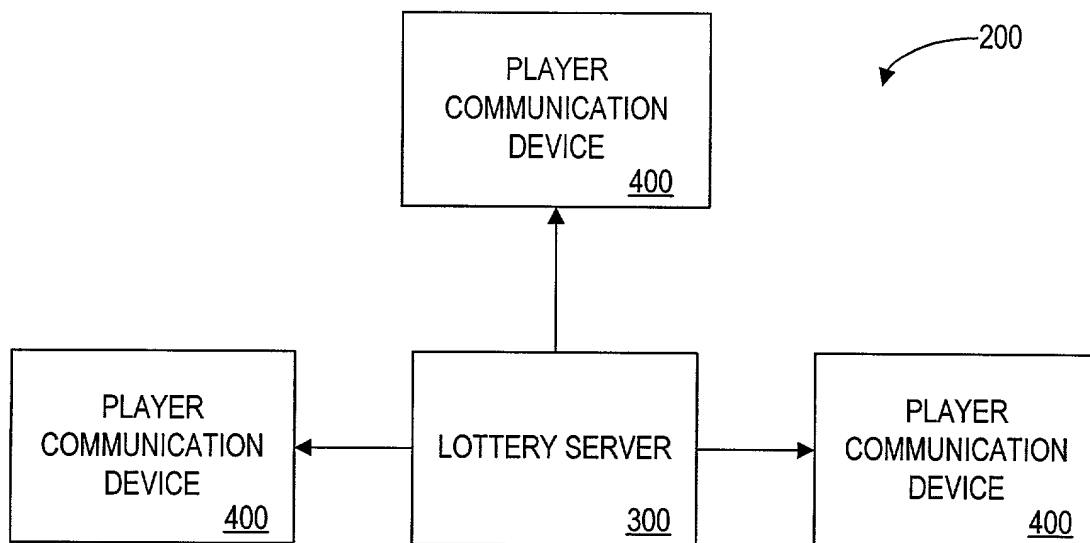 200
PLAYER
COMMUNICATION
DEVICE
400
PLAYER
COMMUNICATION
DEVICE
400
LOTTERY SERVER
300
PLAYER
COMMUNICATION
DEVICE
400